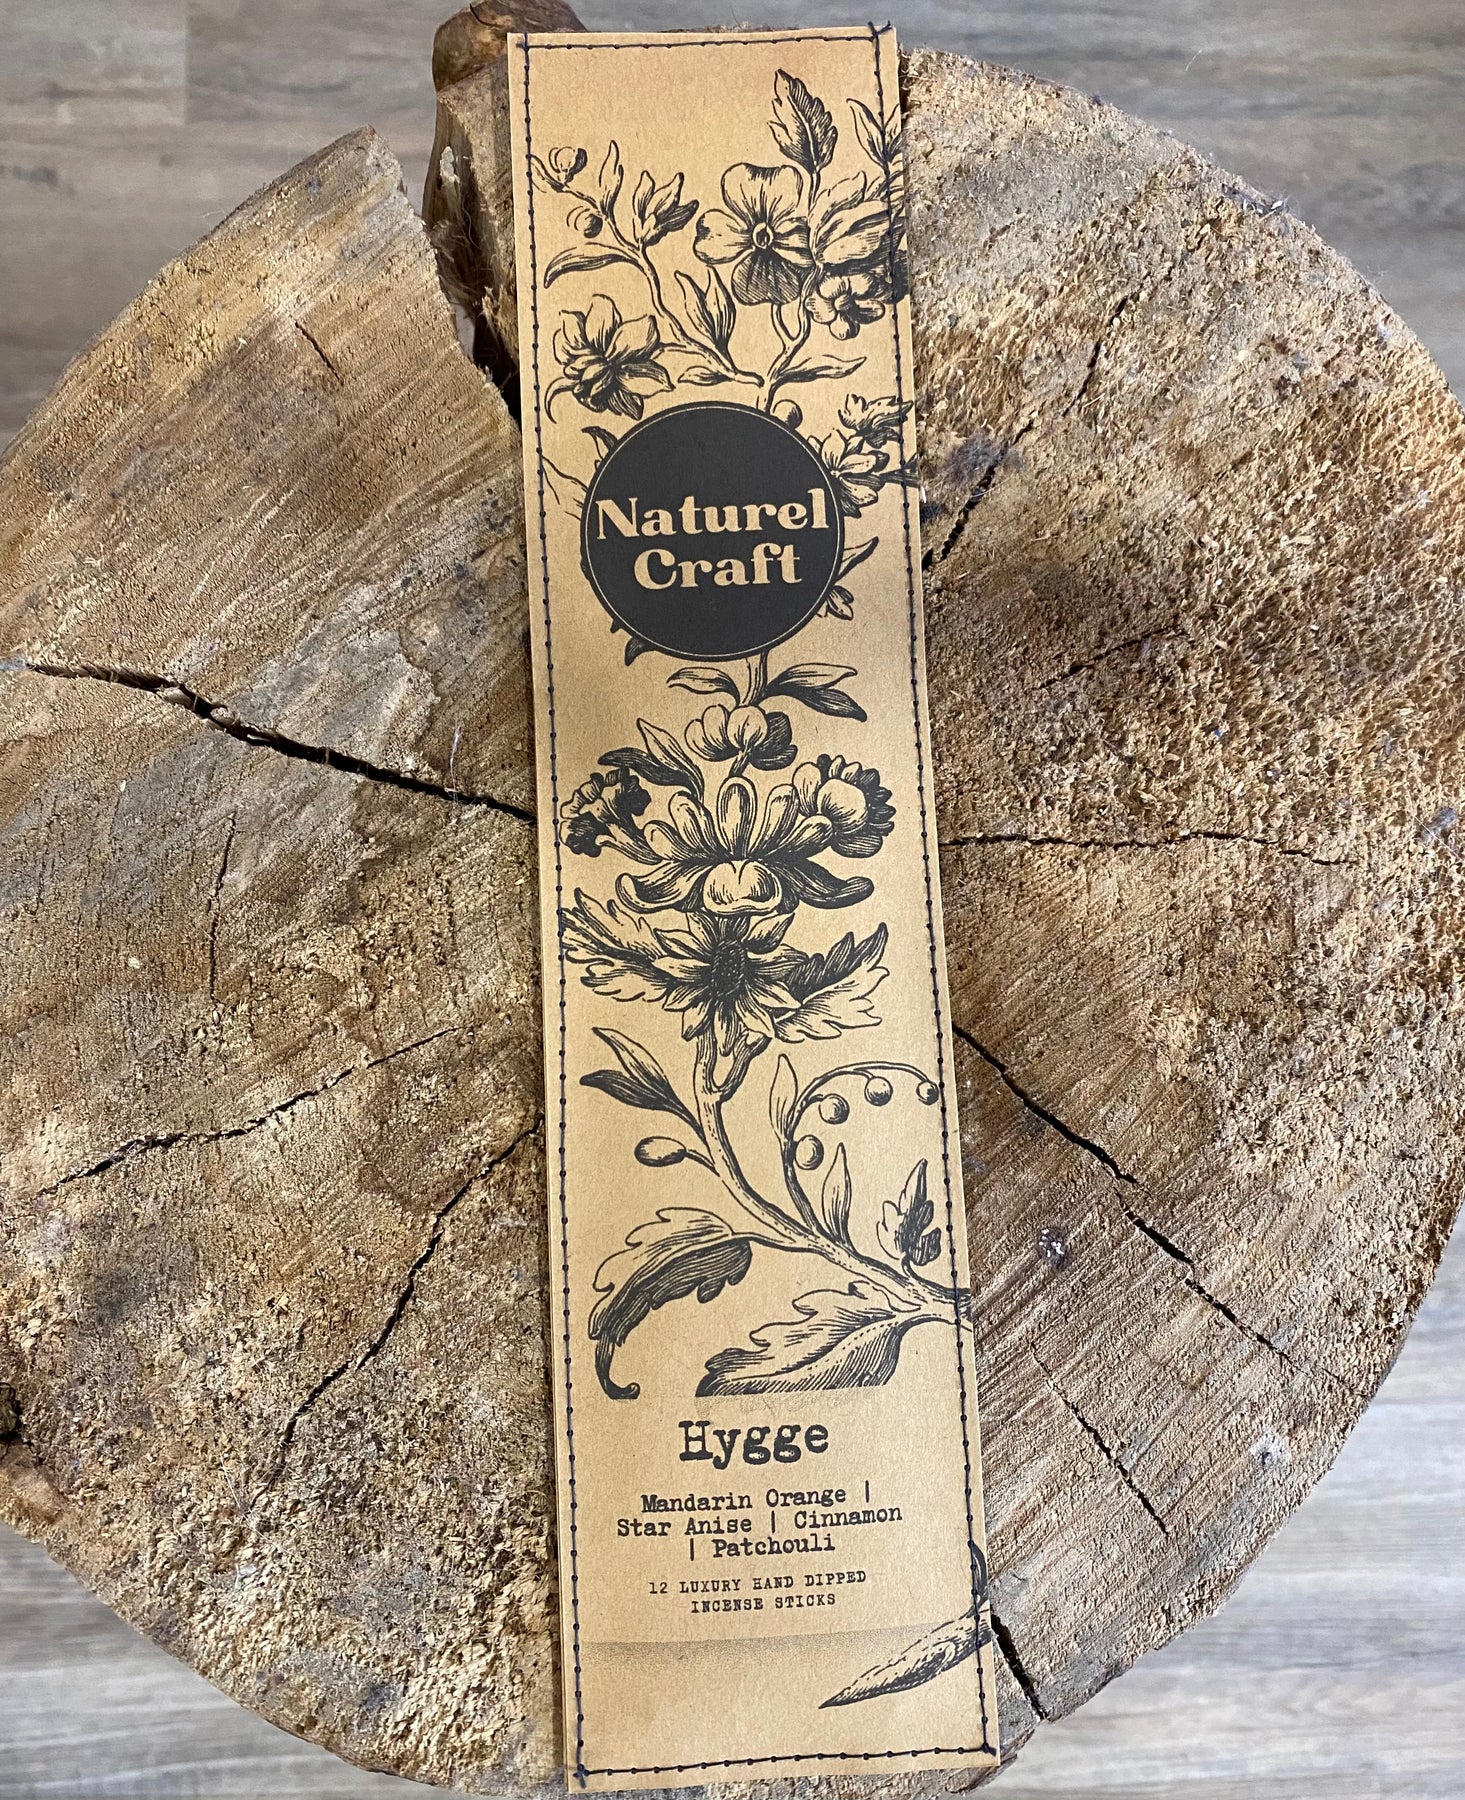 Naturel
Craft
Hygge
Mandarin Orange |
Star Anise | Cinnamon
| Patchouli
12 LUXURY HAND DIPPED
INCENSE STICKS